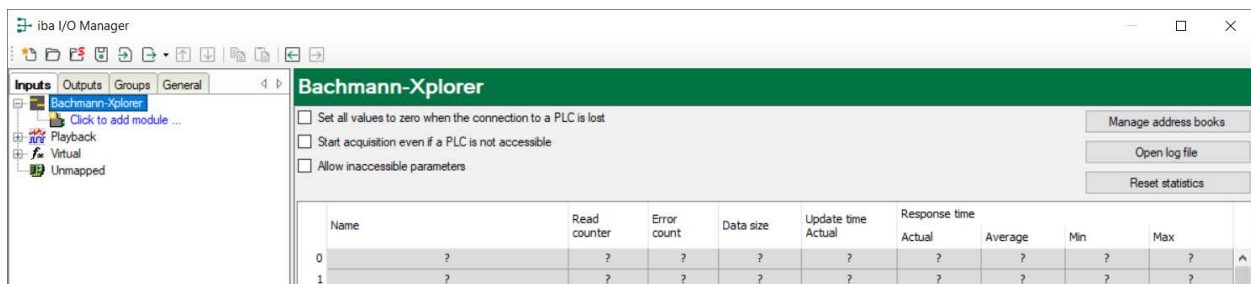 iba I/O Manager
Inputs Outputs Groups General
Bachmann-Xplorer
Click to add module ...
Playback
Virtual
Unmapped
Bachmann-Xplorer
Set all values to zero when the connection to a PLC is lost
Start acquisition even if a PLC is not accessible
Allow inaccessible parameters
Manage address books
Open log file
Reset statistics
Name Read counter Error count Data size Update time Actual Response time Actual Average Min Max
0 ? ? ? ? ? ? ? ? ?
1 ? ? ? ? ? ? ? ? ?